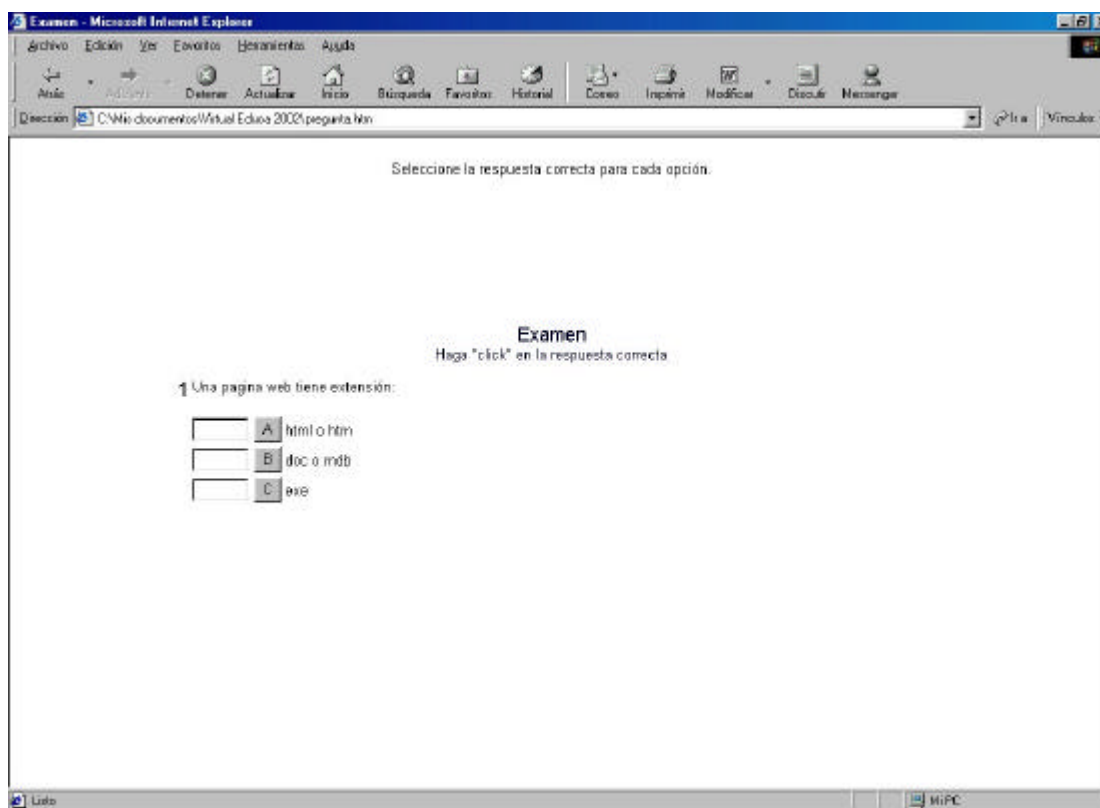 Examen - Microsoft Internet Explorer
Archivo Edición Ver Favoritos Herramientas Ayuda
Atrás Adelante Detener Actualizar Inicio Búsqueda Favoritos Historial Correo Imprimir Modificar Discutir Messenger
Dirección C:\Mis documentos\Virtual Educa 2002\pregunta.htm Ir a Vínculos
Seleccione la respuesta correcta para cada opción.
Examen
Haga "click" en la respuesta correcta
1 Una pagina web tiene extensión:
A html o htm
B doc o mdb
C exe
Listo Mi PC